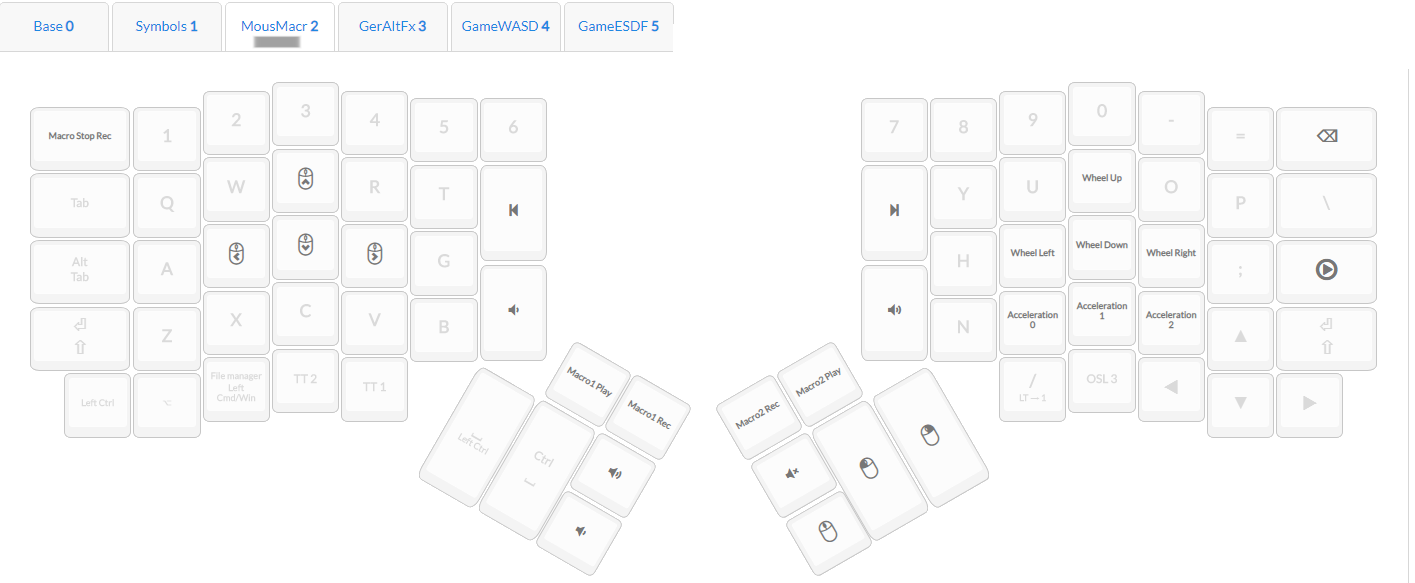 Base 0
Symbols 1
MousMacr 2
GerAltFx 3
GameWASD 4
GameESDF 5
Macro Stop Rec
1
2
3
4
5
6
7
8
9
0
-
=
Tab
Q
W
R
T
Y
U
Wheel Up
O
P
\
Alt
Tab
A
G
H
Wheel Left
Wheel Down
Wheel Right
;
Z
X
C
V
B
N
Acceleration
0
Acceleration
1
Acceleration
2
Left Ctrl
File manager
Left
Cmd/Win
TT 2
TT 1
/
LT → 1
OSL 3
Macro1 Play
Macro1 Rec
[
Left Ctrl
Ctrl
[
Macro2 Rec
Macro2 Play